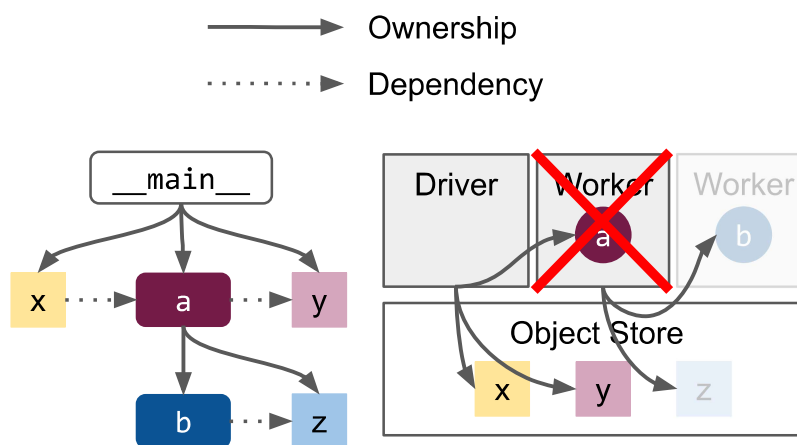 Ownership
Dependency
__main__
x
a
y
b
z
Driver
Worker
a
Worker
b
Object Store
x
y
z